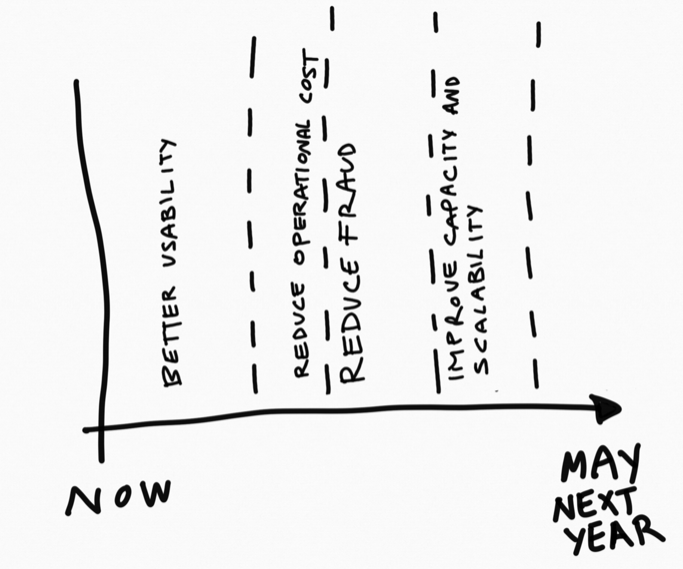 BETTER USABILITY
REDUCE OPERATIONAL COST
REDUCE FRAUD
IMPROVE CAPACITY AND
SCALABILITY
NOW
MAY
NEXT
YEAR